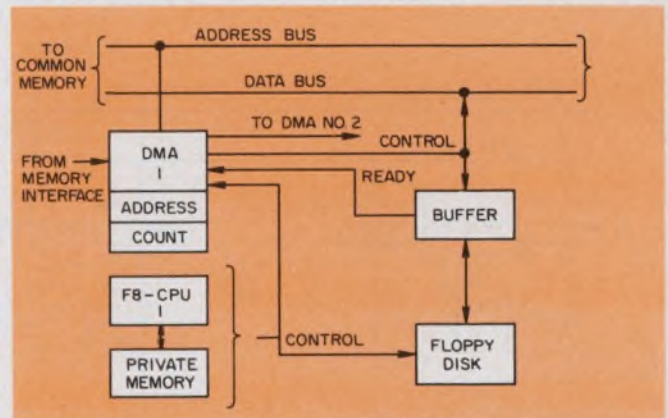 ADDRESS BUS
TO
COMMON
MEMORY
DATA BUS
TO DMA NO. 2
CONTROL
FROM
MEMORY
INTERFACE
DMA
1
READY
ADDRESS
COUNT
BUFFER
F8-CPU
1
CONTROL
PRIVATE
MEMORY
FLOPPY
DISK